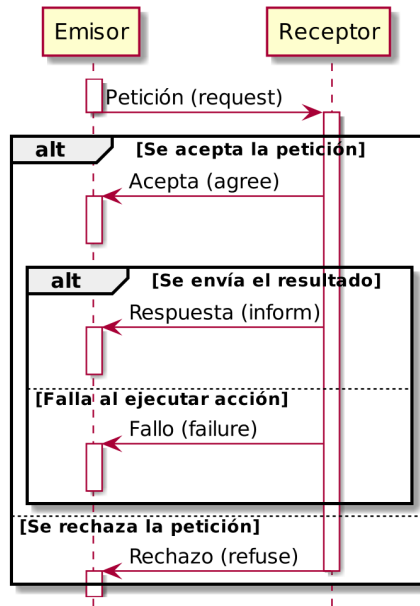 Emisor
Receptor
Petición (request)
alt
[Se acepta la petición]
Acepta (agree)
alt
[Se envía el resultado]
Respuesta (inform)
[Falla al ejecutar acción]
Fallo (failure)
[Se rechaza la petición]
Rechazo (refuse)